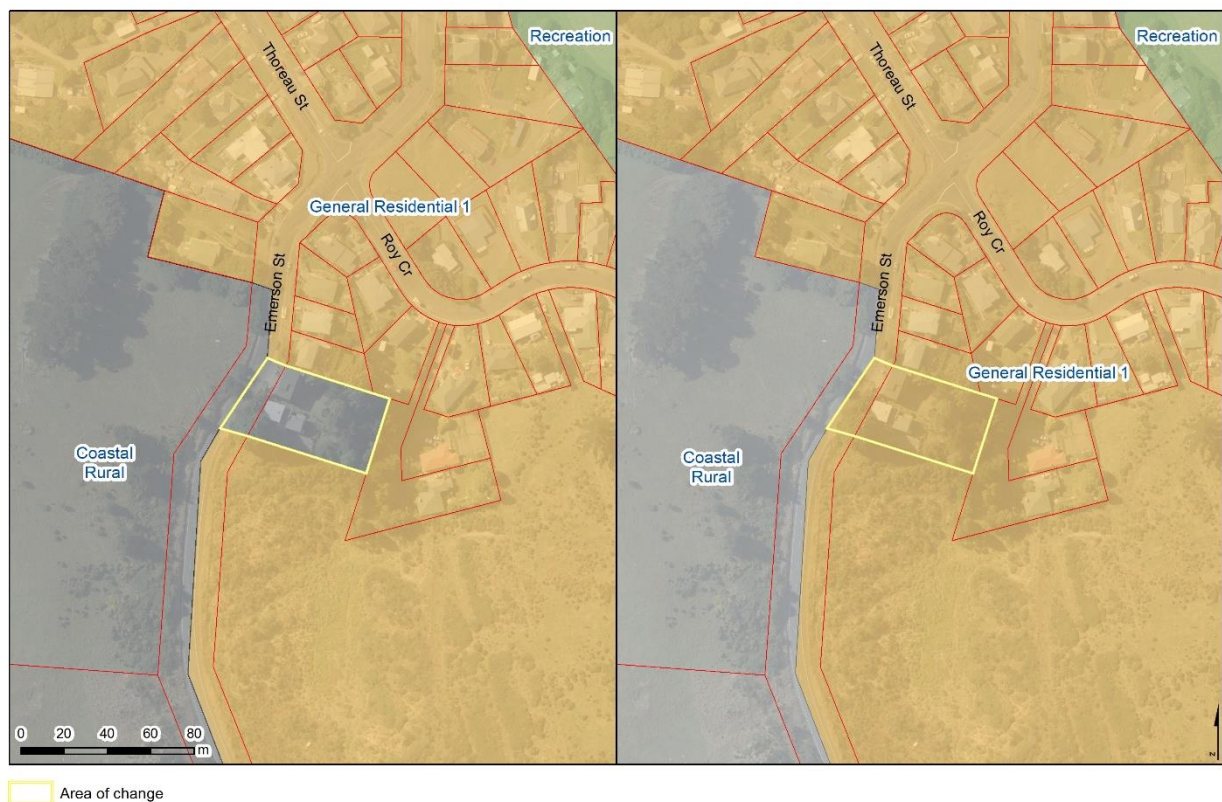 Recreation
Thoreau St
General Residential 1
Roy Cr
Emerson St
Coastal
Rural
0 20 40 60 80
m
Recreation
Thoreau St
Roy Cr
Emerson St
General Residential 1
Coastal
Rural
N
Area of change